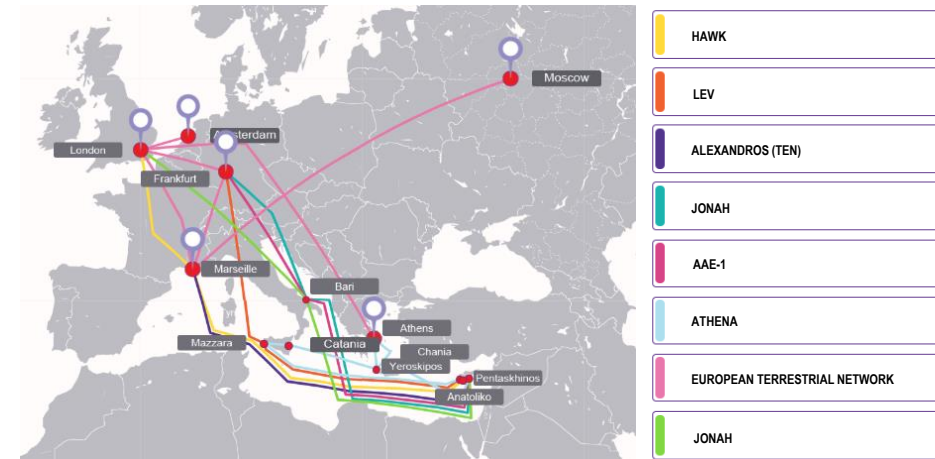 Moscow
Amsterdam
London
Frankfurt
Marseille
Bari
Athens
Mazzara
Catania
Chania
Yeroskipos
Pentaskhinos
Anatoliko
HAWK
LEV
ALEXANDROS (TEN)
JONAH
AAE-1
ATHENA
EUROPEAN TERRESTRIAL NETWORK
JONAH